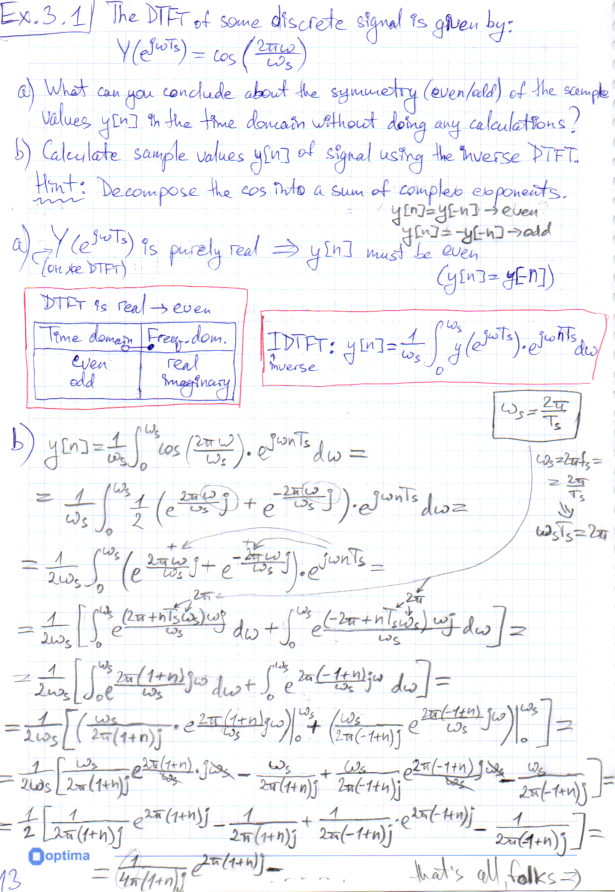 Ex.3.1 The DTFT of some discrete signal is given by:
Y(e^{jωTs}) = cos (2πω/ωs)
a) What can you conclude about the symmetry (even/odd) of the sample
values y[n] in the time domain without doing any calculations?
b) Calculate sample values y[n] of signal using the inverse DTFT.
Hint: Decompose the cos into a sum of complex exponents.
y[n]=y[-n] → even
y[n]=-y[-n] → odd
a) → Y(e^{jωTs}) is purely real ⇒ y[n] must be even
(on the DTFT) (y[n] = y[-n])
DTFT is real → even
Time domain Freq. dom.
even real
odd imaginary
IDTFT: y[n] = 1/ωs ∫_0^{ωs} y(e^{jωTs}) · e^{jωnTs} dω
inverse
ωs = 2π/Ts
b) y[n] = 1/ωs ∫_0^{ωs} cos (2πω/ωs) · e^{jωnTs} dω =
ωs = 2πfs =
= 2π/Ts
⇓
ωsTs = 2π
= 1/ωs ∫_0^{ωs} 1/2 (e^{2πω/ωs j} + e^{-2πω/ωs j}) · e^{jωnTs} dω =
= 1/2ωs ∫_0^{ωs} (e^{2πω/ωs j} + e^{-2πω/ωs j}) · e^{jωnTs} =
2π 2π
= 1/2ωs [∫_0^{ωs} e^{(2π+nTsωs)ωj/ωs} dω + ∫_0^{ωs} e^{(-2π+nTsωs)ωj/ωs} dω] =
= 1/2ωs [∫_0^{ωs} e^{2π(1+n)/ωs jω} dω + ∫_0^{ωs} e^{2π(-1+n)/ωs jω} dω] =
= 1/2ωs [(ωs/2π(1+n)j · e^{2π(1+n)jω/ωs})|_0^{ωs} + (ωs/2π(-1+n)j e^{2π(-1+n)/ωs jω})|_0^{ωs}] =
= 1/2ωs [ωs/2π(1+n)j e^{2π(1+n)/ωs · jωs} - ωs/2π(1+n)j + ωs/2π(-1+n)j e^{2π(-1+n)/ωs jωs} - ωs/2π(-1+n)j] =
= 1/2 [1/2π(1+n)j e^{2π(1+n)j} - 1/2π(1+n)j + 1/2π(-1+n)j · e^{2π(-1+n)j} - 1/2π(-1+n)j] =
optima
= (1/4π(1+n)j e^{2π(1+n)j} - ...... that's all folks =)
13